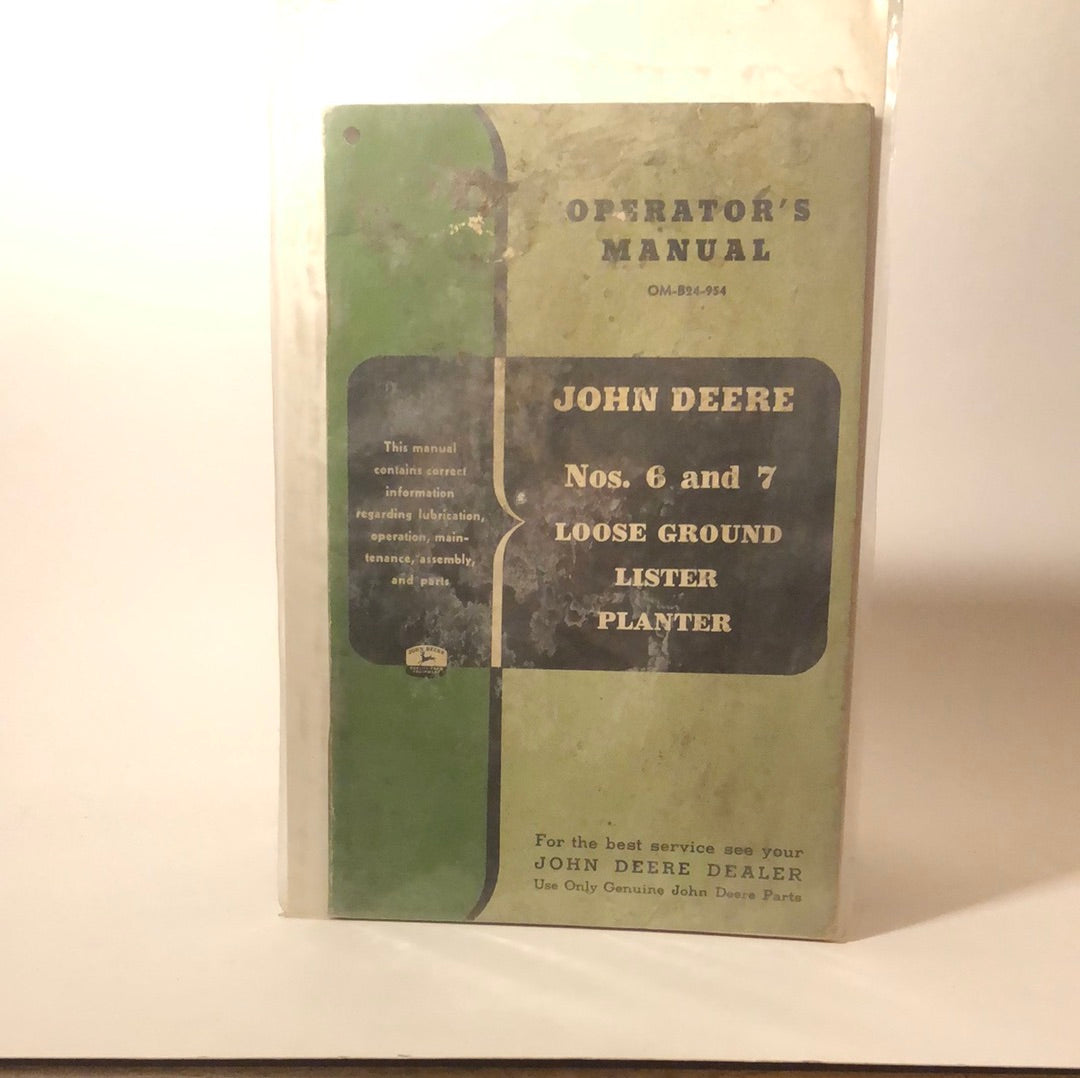 OPERATOR'S
MANUAL
OM-B24-954
JOHN DEERE
Nos. 6 and 7
LOOSE GROUND
LISTER
PLANTER
This manual
contains correct
information
regarding lubrication,
operation, main-
tenance, assembly,
and parts
JOHN DEERE
For the best service see your
JOHN DEERE DEALER
Use Only Genuine John Deere Parts